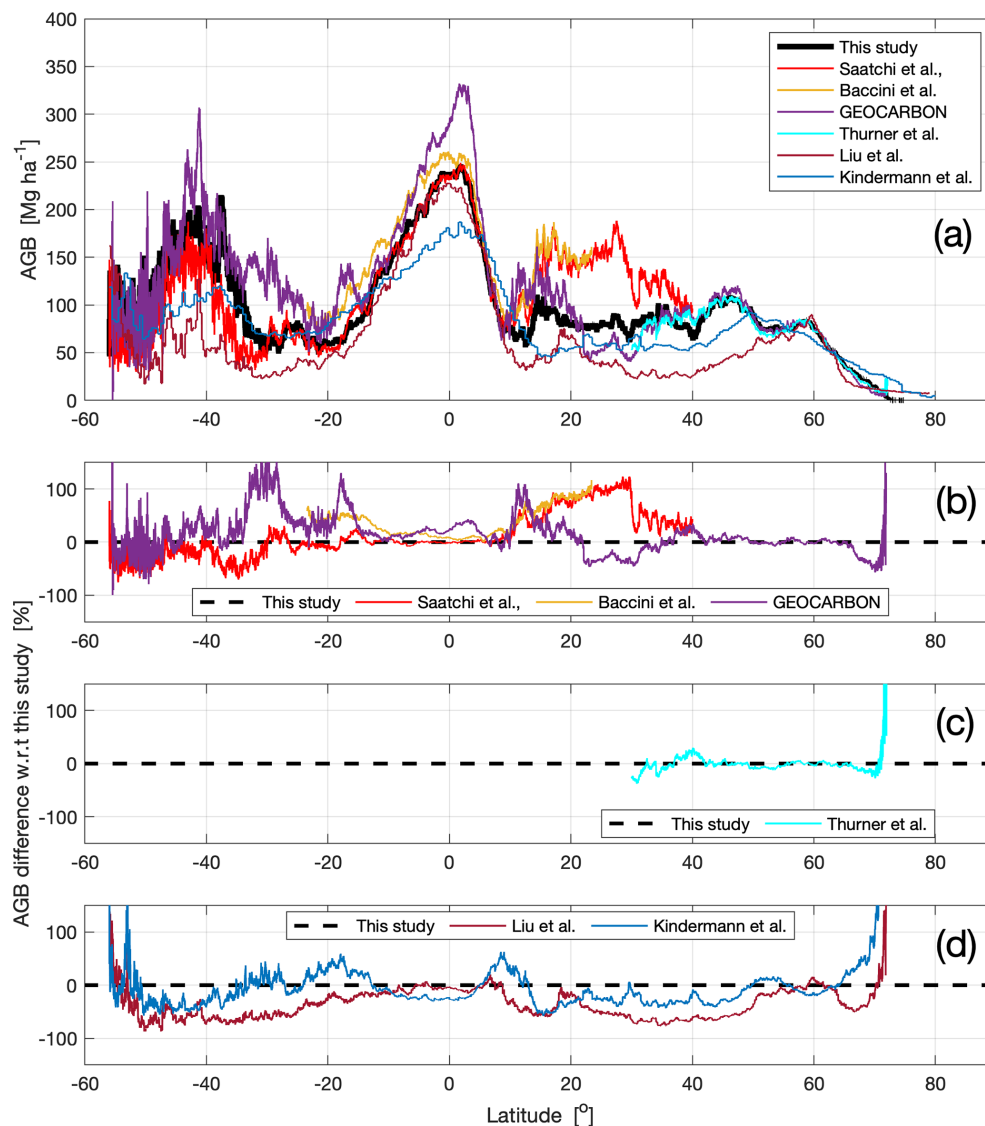 400
350
300
250
200
150
100
50
0
AGB [Mg ha⁻¹]
This study
Saatchi et al.,
Baccini et al.
GEOCARBON
Thurner et al.
Liu et al.
Kindermann et al.
(a)
-60 -40 -20 0 20 40 60 80
100
0
-100
(b)
This study Saatchi et al., Baccini et al. GEOCARBON
-60 -40 -20 0 20 40 60 80
AGB difference w.r.t this study [%]
100
0
-100
(c)
This study Thurner et al.
-60 -40 -20 0 20 40 60 80
100
0
-100
This study Liu et al. Kindermann et al.
(d)
-60 -40 -20 0 20 40 60 80
Latitude [°]